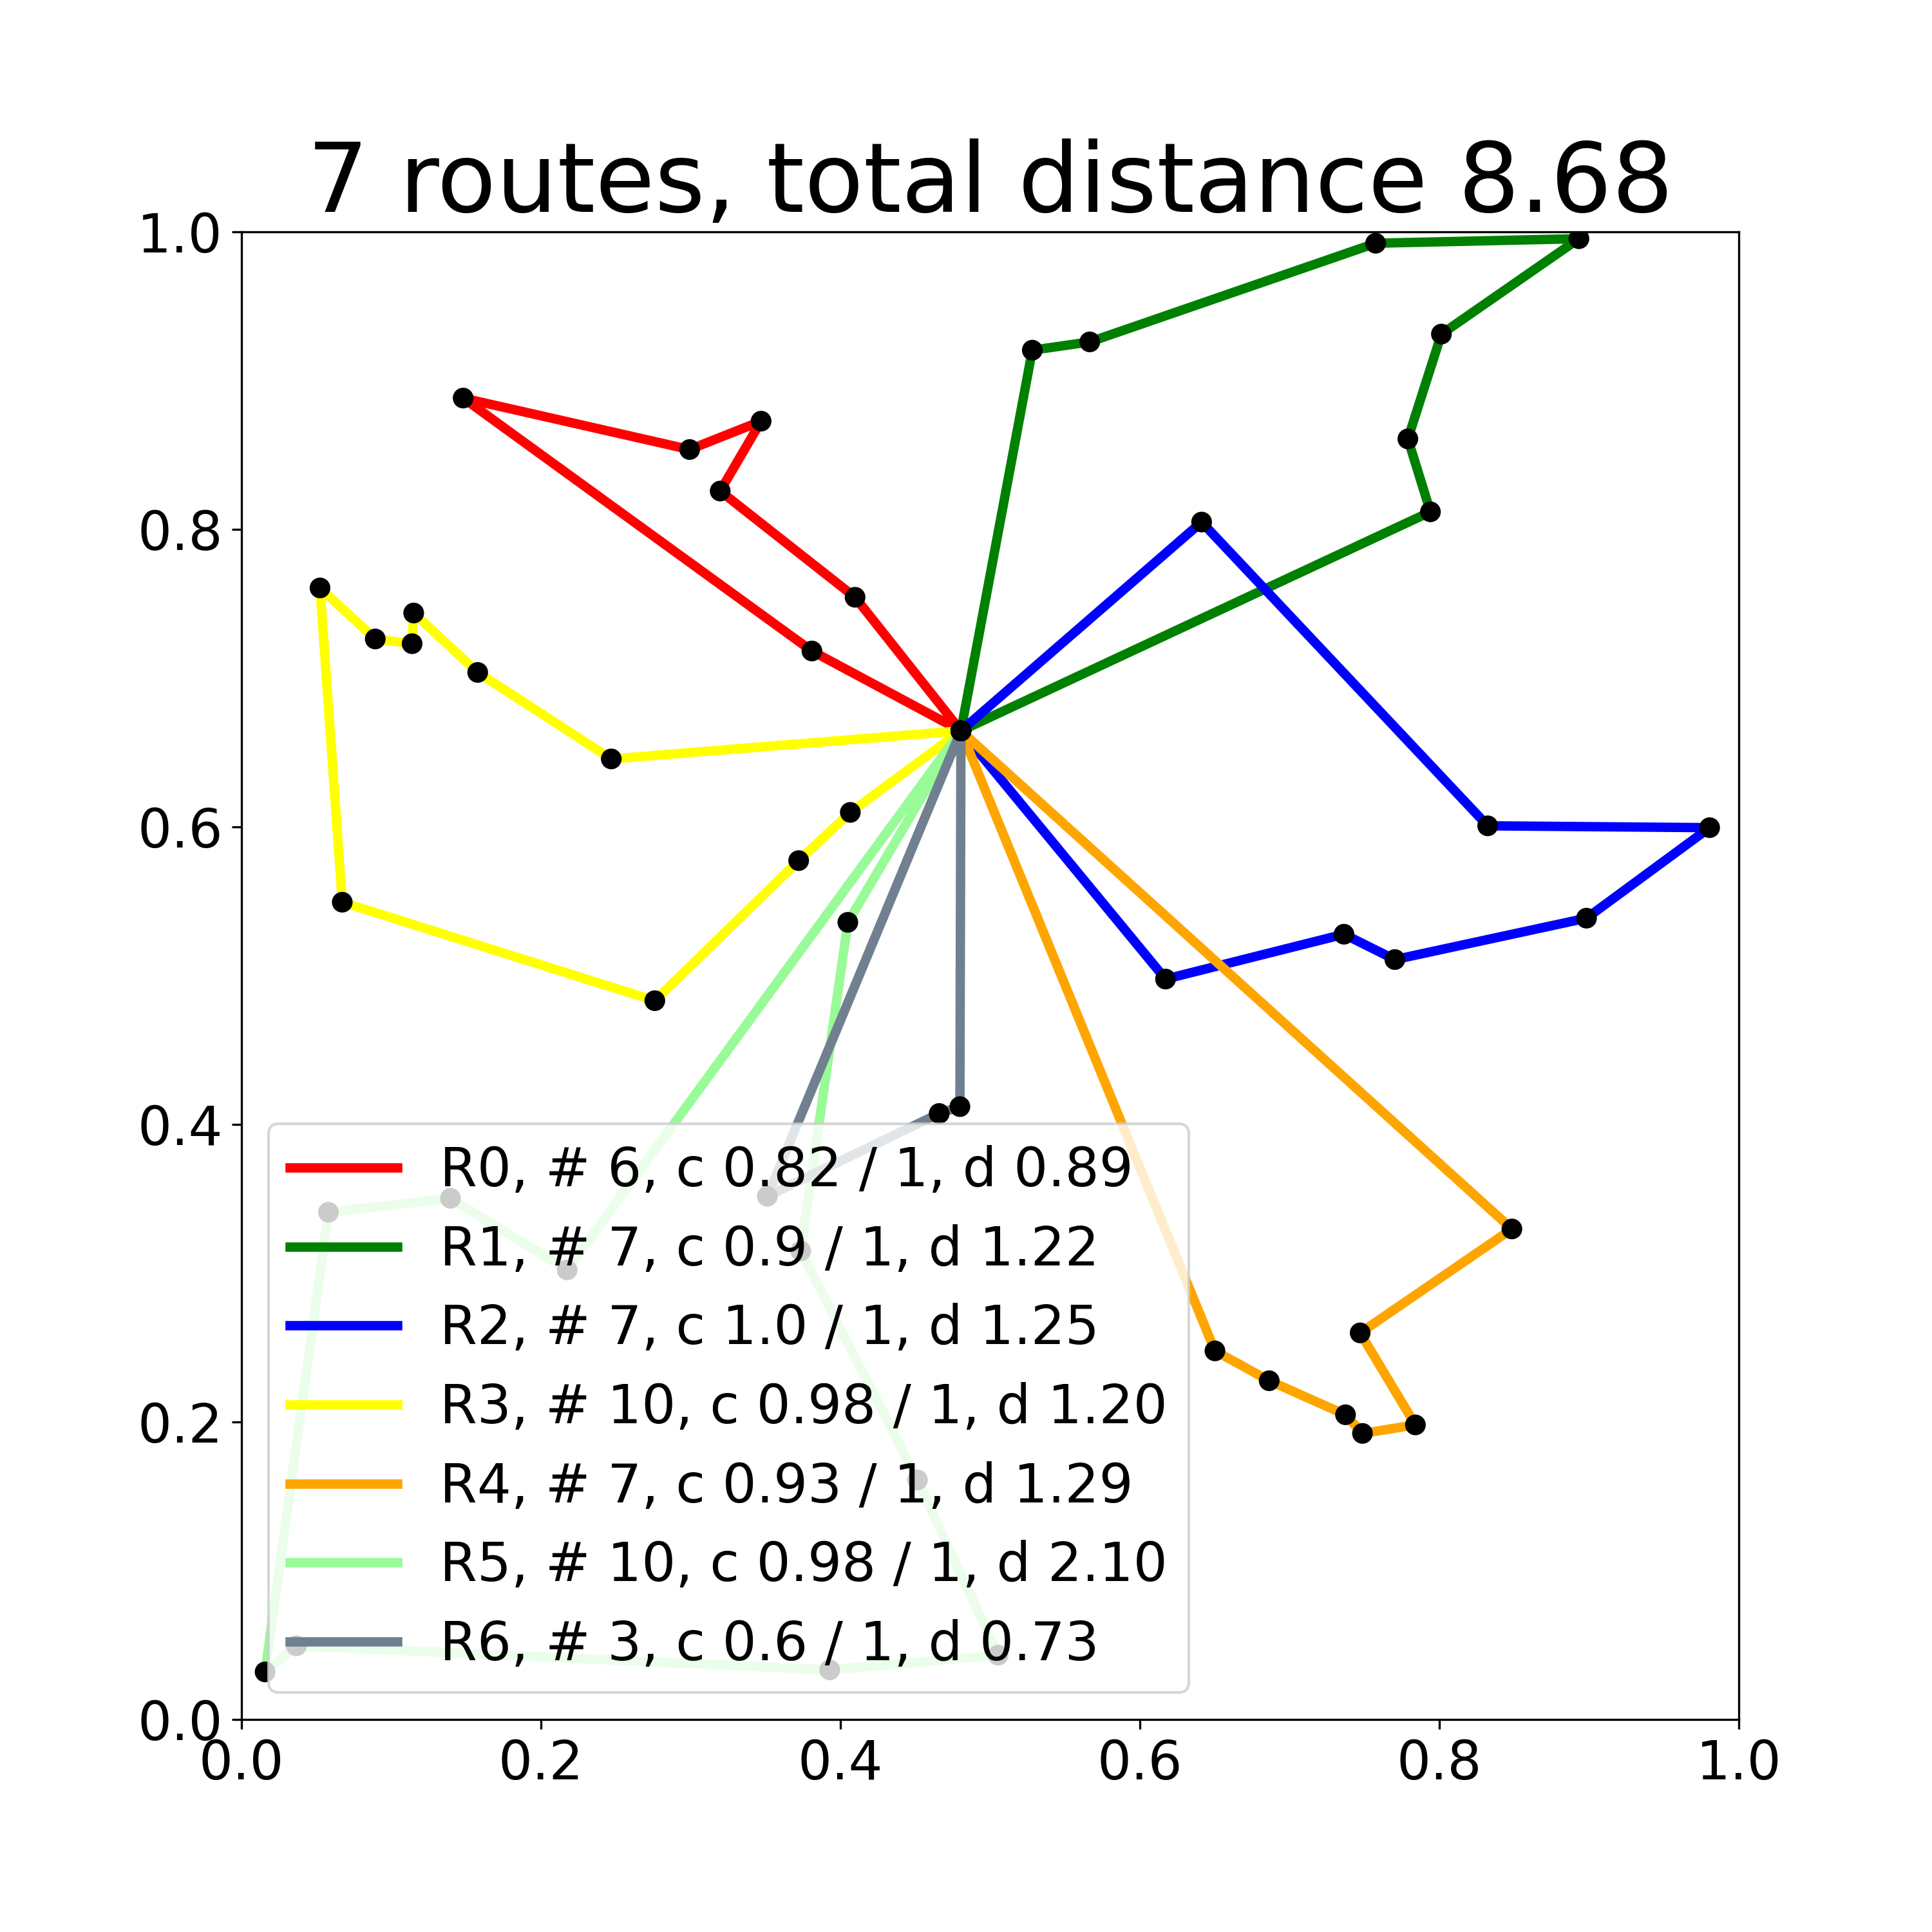 7 routes, total distance 8.68
1.0
0.8
0.6
0.4
0.2
0.0
R0, # 6, c 0.82 / 1, d 0.89
R1, # 7, c 0.9 / 1, d 1.22
R2, # 7, c 1.0 / 1, d 1.25
R3, # 10, c 0.98 / 1, d 1.20
R4, # 7, c 0.93 / 1, d 1.29
R5, # 10, c 0.98 / 1, d 2.10
R6, # 3, c 0.6 / 1, d 0.73
0.0 0.2 0.4 0.6 0.8 1.0